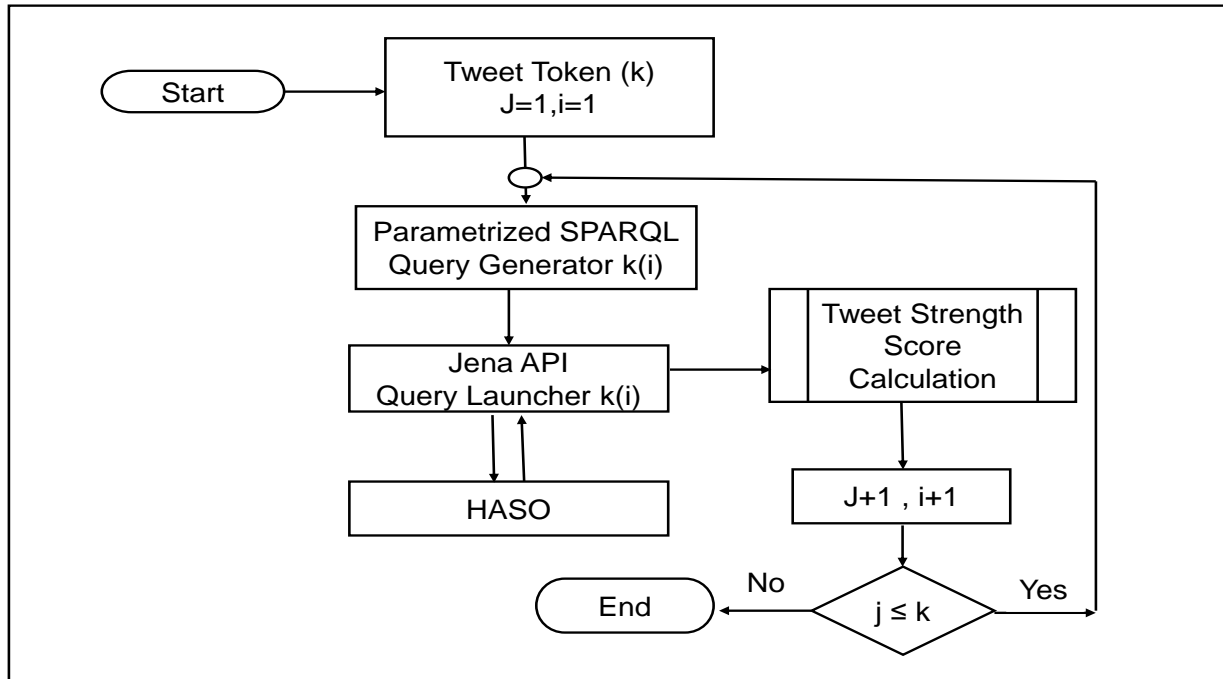 Start
Tweet Token (k)
J=1,i=1
Parametrized SPARQL
Query Generator k(i)
Jena API
Query Launcher k(i)
HASO
Tweet Strength
Score
Calculation
J+1 , i+1
j ≤ k
No
Yes
End